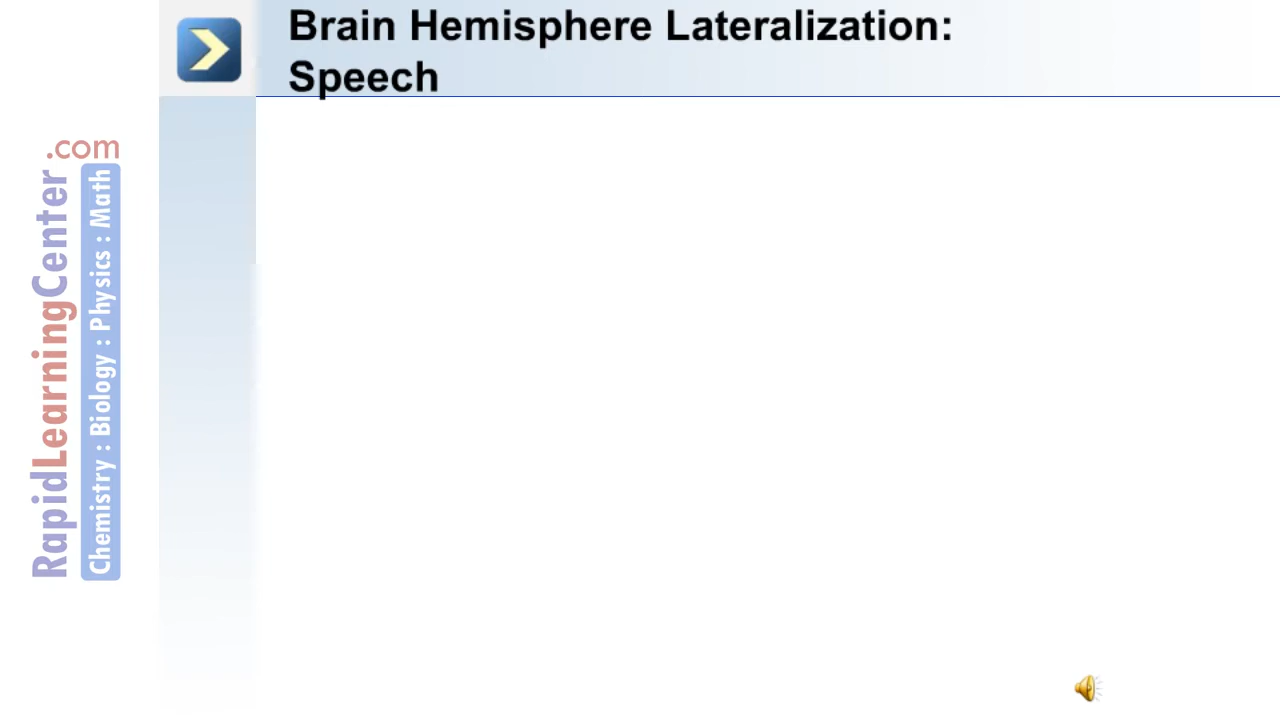 Brain Hemisphere Lateralization:
Speech
.com
RapidLearningCenter
Chemistry : Biology : Physics : Math